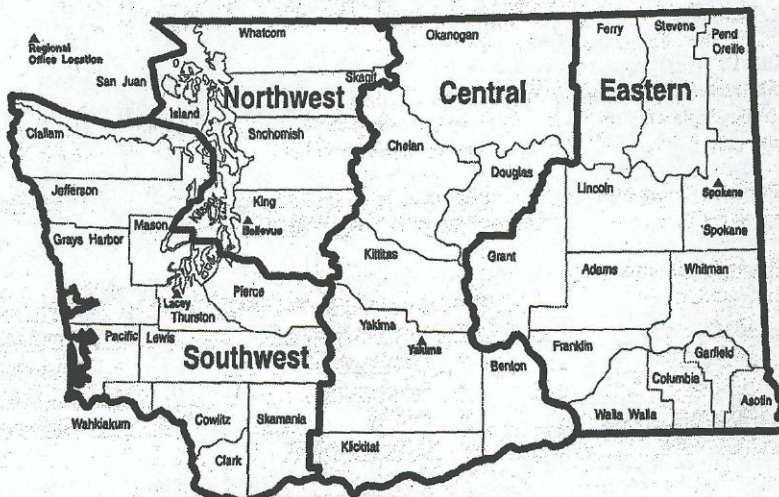 Regional
Office Location
San Juan
Whatcom
Skagit
Northwest
Island
Snohomish
King
Bellevue
Kitsap
Clallam
Jefferson
Mason
Grays Harbor
Lacey
Thurston
Pierce
Pacific
Lewis
Southwest
Wahkiakum
Cowlitz
Skamania
Clark
Okanogan
Central
Chelan
Douglas
Kittitas
Yakima
Yakima
Benton
Klickitat
Ferry
Stevens
Pend
Oreille
Eastern
Lincoln
Spokane
Spokane
Grant
Adams
Whitman
Franklin
Garfield
Columbia
Walla Walla
Asotin